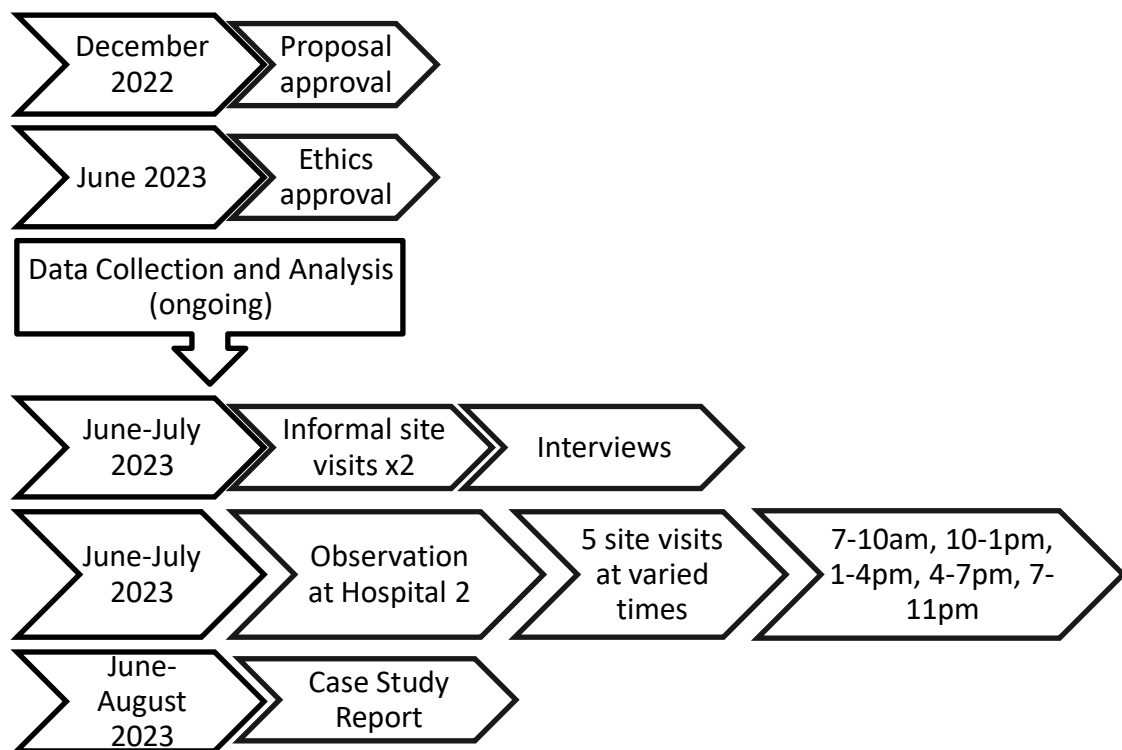 December
2022
Proposal
approval
June 2023
Ethics
approval
Data Collection and Analysis
(ongoing)
June-July
2023
Informal site
visits x2
Interviews
June-July
2023
Observation
at Hospital 2
5 site visits
at varied
times
7-10am, 10-1pm,
1-4pm, 4-7pm, 7-
11pm
June-
August
2023
Case Study
Report